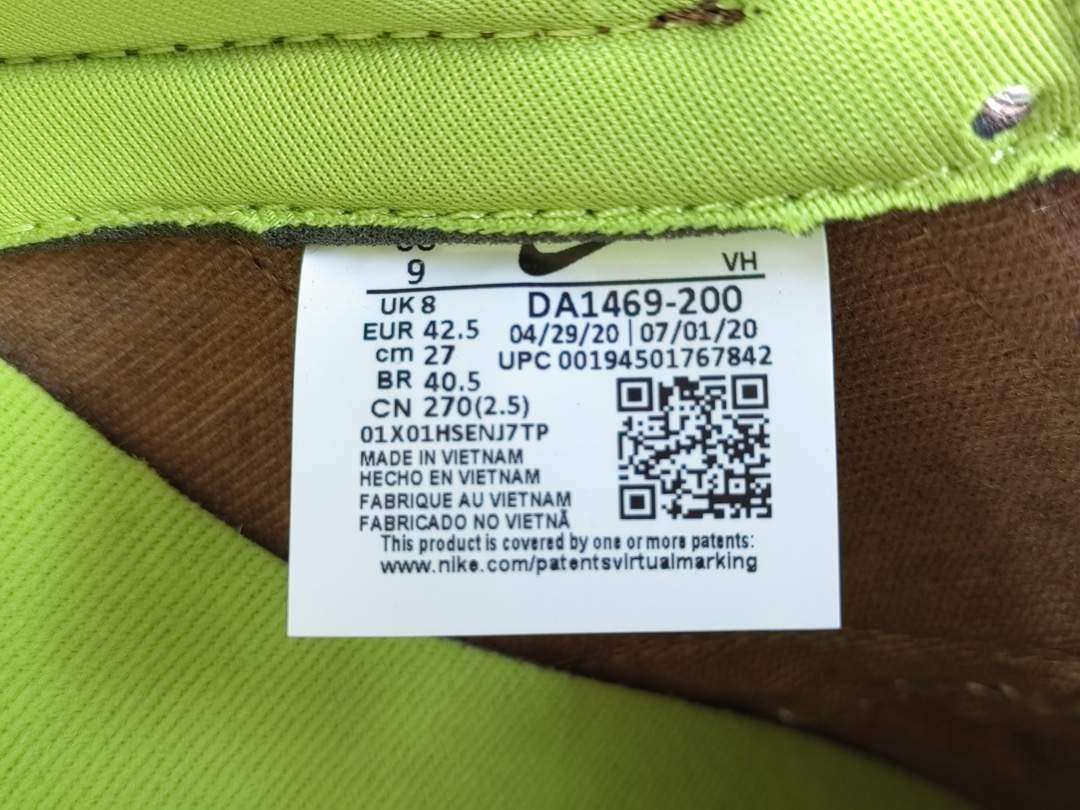 9
VH
UK 8
DA1469-200
EUR 42.5
04/29/20 | 07/01/20
cm 27
UPC 00194501767842
BR 40.5
CN 270(2.5)
01X01HSENJ7TP
MADE IN VIETNAM
HECHO EN VIETNAM
FABRIQUE AU VIETNAM
FABRICADO NO VIETNÃ
This product is covered by one or more patents:
www.nike.com/patentsvirtualmarking